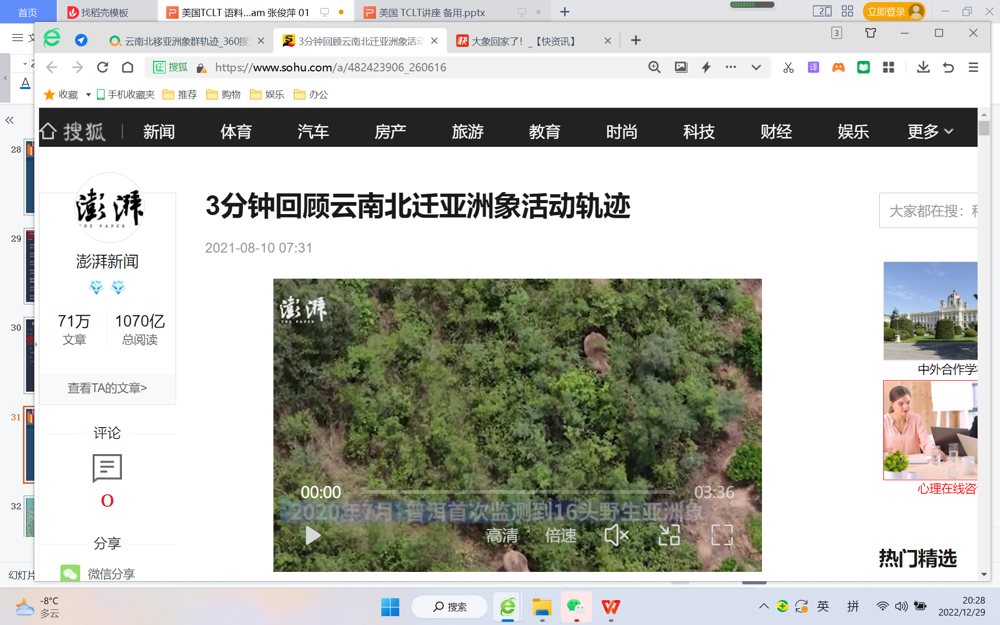 首页
找稻壳模板
美国TCLT 语料...am 张俊萍 01
美国 TCLT讲座 备用.pptx
立即登录
云南北移亚洲象群轨迹_360搜
3分钟回顾云南北迁亚洲象活动
大象回家了！_【快资讯】
3
证 搜狐
https://www.sohu.com/a/482423906_260616
译
收藏
手机收藏夹
推荐
购物
娱乐
办公
搜狐
新闻
体育
汽车
房产
旅游
教育
时尚
科技
财经
娱乐
更多
28
29
30
31
32
澎湃
THE PAPER
澎湃新闻
71万
文章
1070亿
总阅读
查看TA的文章>
评论
0
分享
微信分享
3分钟回顾云南北迁亚洲象活动轨迹
2021-08-10 07:31
澎湃
THE PAPER
00:00
03:36
2020年7月 普洱首次监测到16头野生亚洲象
高清
倍速
大家都在搜：
中外合作学
心理在线咨
热门精选
幻灯片
-8°C
多云
搜索
英
拼
20:28
2022/12/29